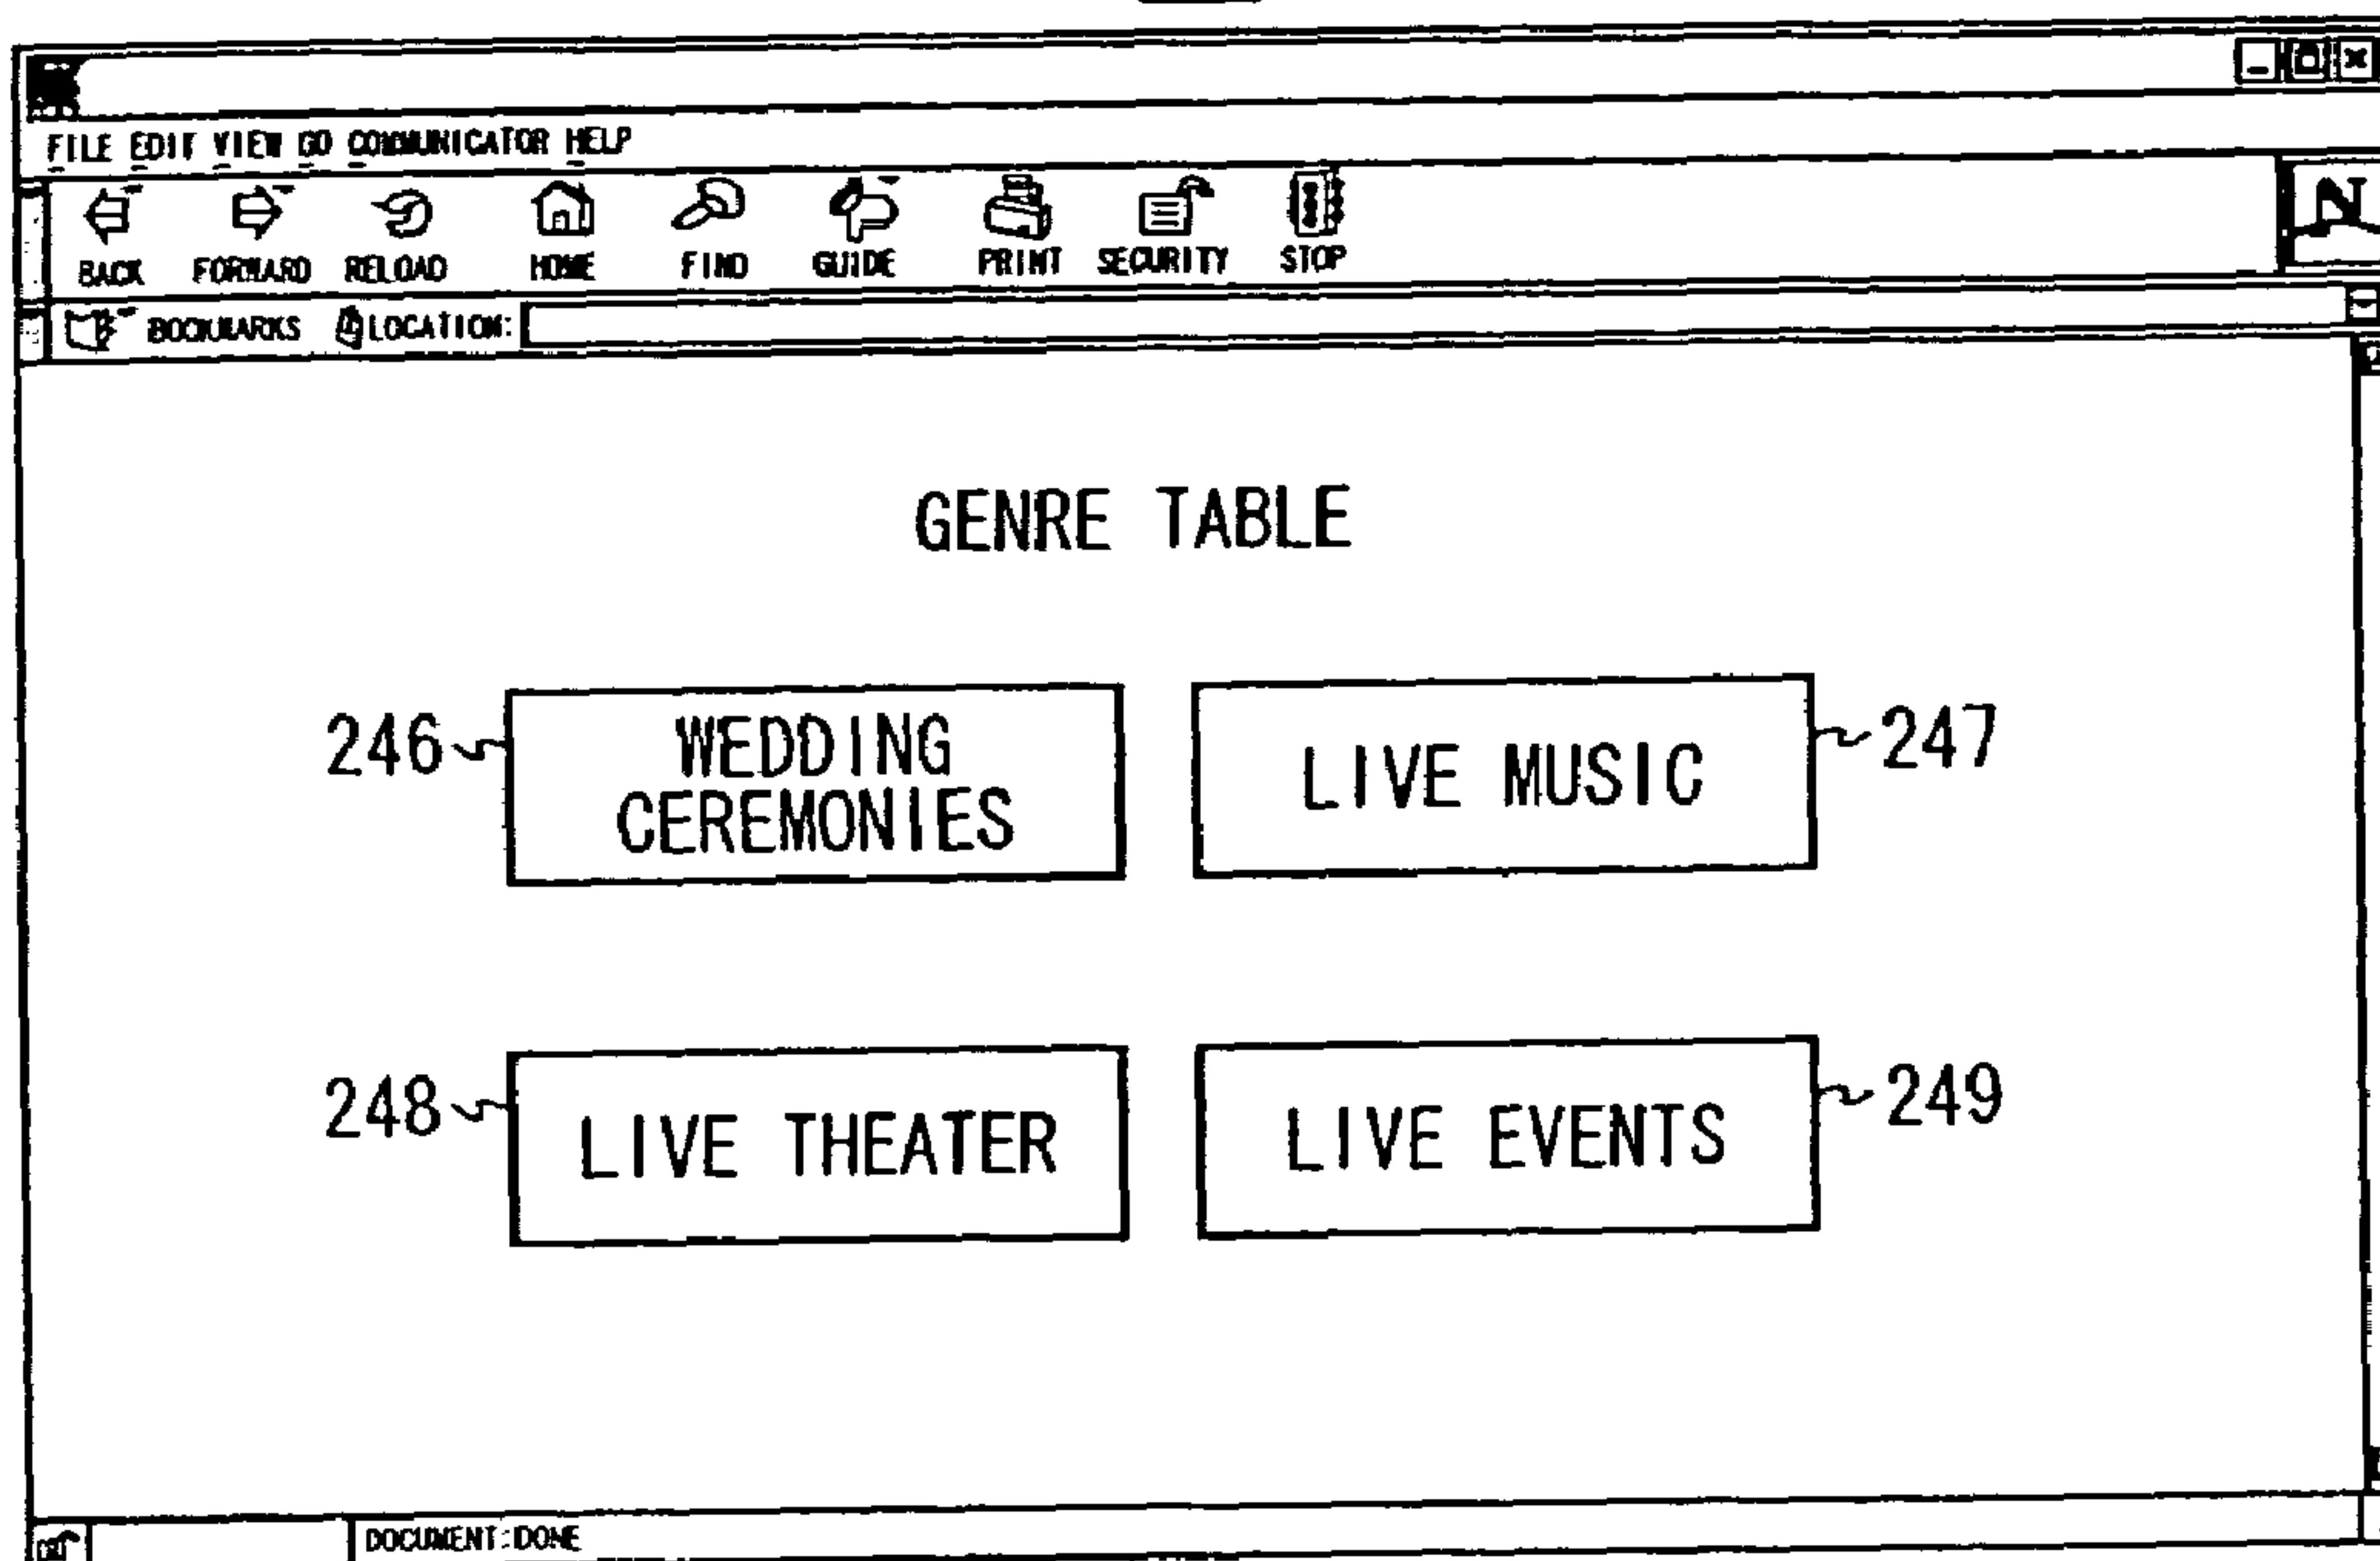 FILE EDIT VIEW GO COMMUNICATOR HELP
BACK FORWARD RELOAD HOME FIND GUIDE PRINT SECURITY STOP
N
BOOKMARKS LOCATION:
GENRE TABLE
246 WEDDING CEREMONIES
LIVE MUSIC 247
248 LIVE THEATER
LIVE EVENTS 249
DOCUMENT:DONE